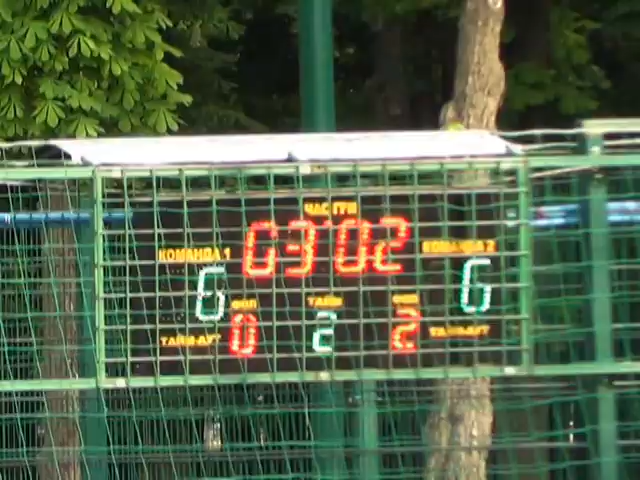 ЧАС ГРИ
03:02
КОМАНДА 1
КОМАНДА 2
6
6
ФОЛ
ТАЙМ
ФОЛ
0
2
2
ТАЙМ-АУТ
ТАЙМ-АУТ